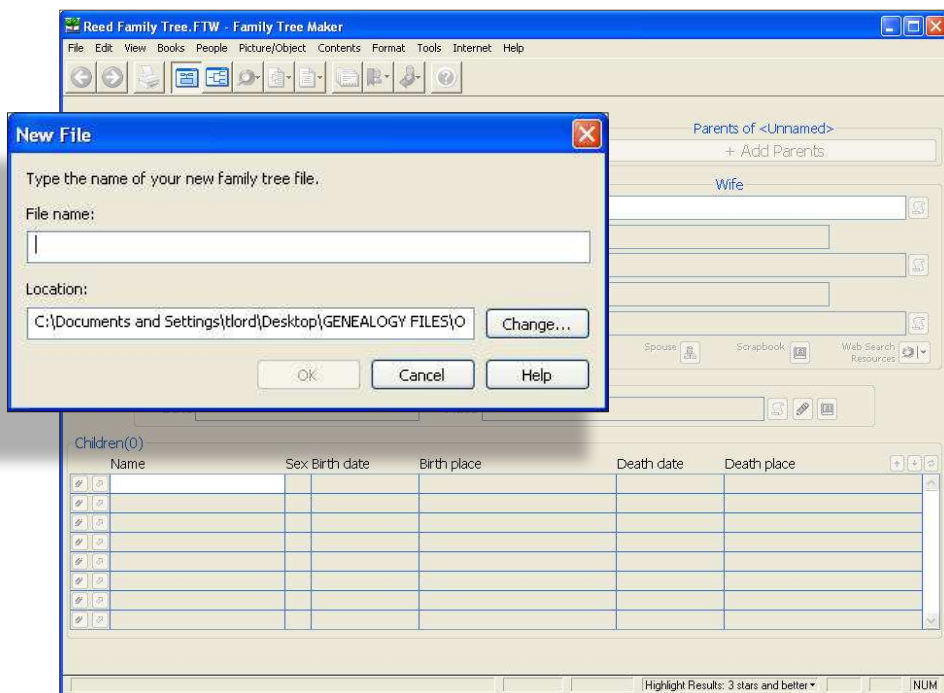 Reed Family Tree.FTW - Family Tree Maker
File Edit View Books People Picture/Object Contents Format Tools Internet Help
New File
Type the name of your new family tree file.
File name:
Location:
C:\Documents and Settings\tlord\Desktop\GENEALOGY FILES\O
Change...
OK Cancel Help
Parents of <Unnamed>
+ Add Parents
Wife
Spouse Scrapbook Web Search
Resources
Children(0)
Name Sex Birth date Birth place Death date Death place
Highlight Results: 3 stars and better NUM